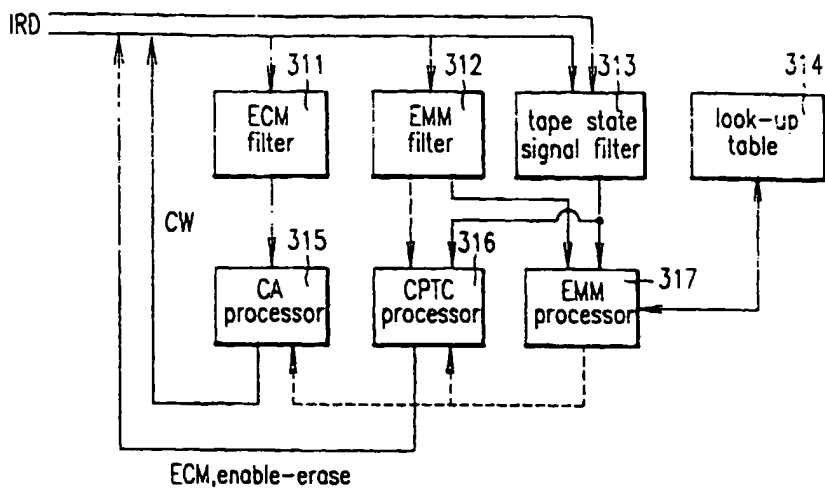 IRD
311
312
313
314
ECM
filter
EMM
filter
tape state
signal filter
look-up
table
CW
315
316
317
CA
processor
CPTC
processor
EMM
processor
ECM,enable-erase